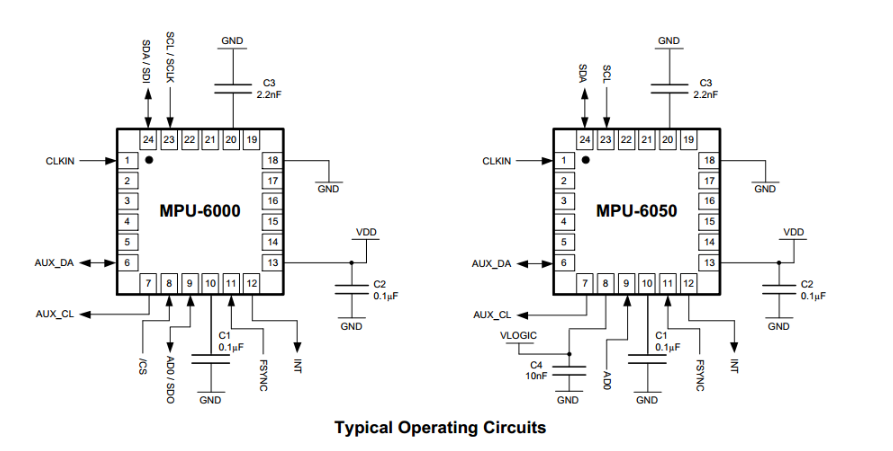 GND
SDA / SDI
SCL / SCLK
C3
2.2nF
24 23 22 21 20 19
CLKIN
1
2
3
4
5
6
MPU-6000
18
17
16
15
14
13
GND
VDD
AUX_DA
7 8 9 10 11 12
C2
0.1µF
GND
AUX_CL
/CS
AD0 / SDO
C1
0.1µF
GND
FSYNC
INT
GND
SDA
SCL
C3
2.2nF
24 23 22 21 20 19
CLKIN
1
2
3
4
5
6
MPU-6050
18
17
16
15
14
13
GND
VDD
AUX_DA
7 8 9 10 11 12
C2
0.1µF
GND
AUX_CL
VLOGIC
C4
10nF
GND
AD0
C1
0.1µF
GND
FSYNC
INT
Typical Operating Circuits